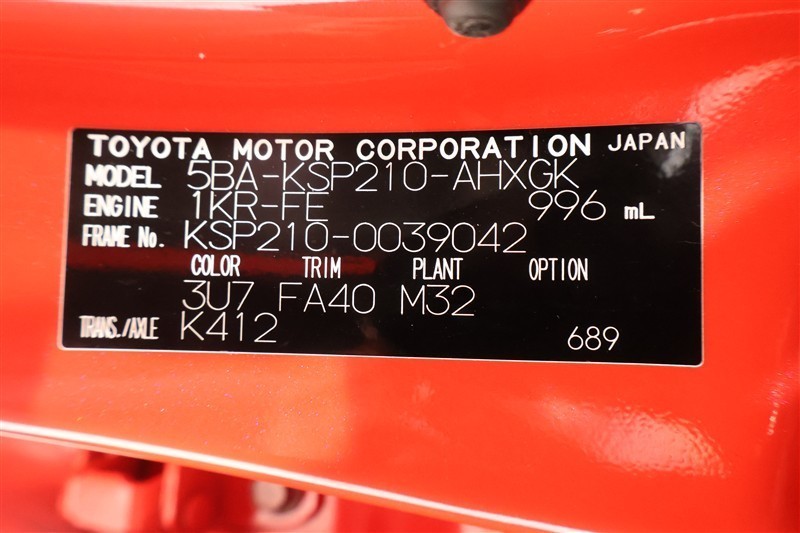 TOYOTA MOTOR CORPORATION JAPAN
MODEL 5BA-KSP210-AHXGK
ENGINE 1KR-FE 996 mL
FRAME No. KSP210-0039042
COLOR TRIM PLANT OPTION
3U7 FA40 M32
TRANS./AXLE K412
689